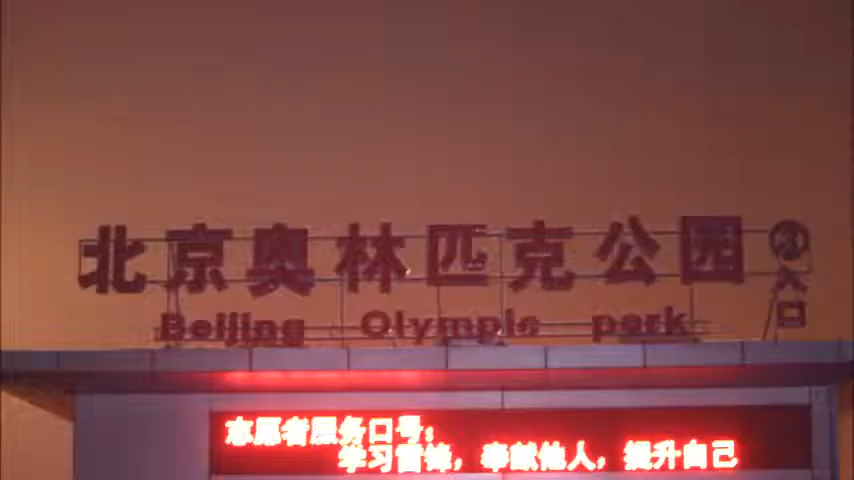 北京奥林匹克公园
入口
Beijing Olympic park
志愿者服务口号：
学习雷锋，奉献他人，提升自己